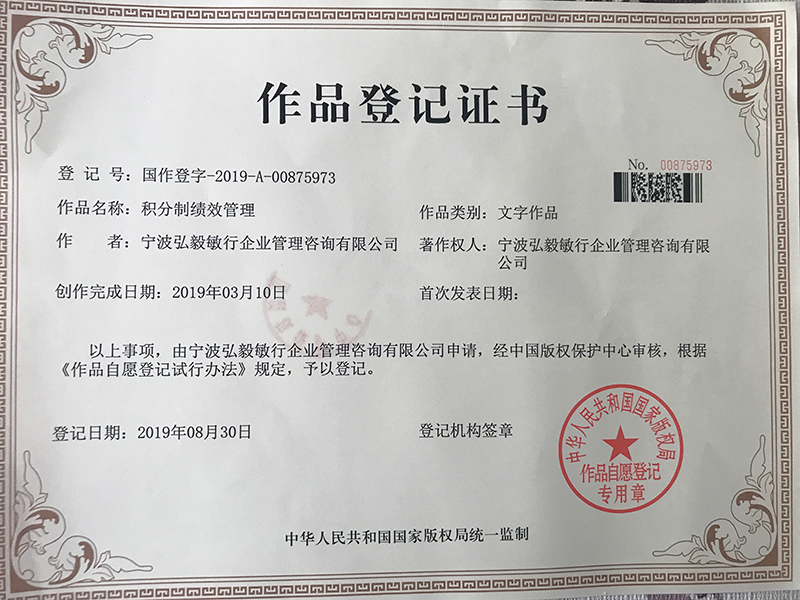 作品登记证书
No. 00875973
登 记 号：国作登字-2019-A-00875973
作品名称：积分制绩效管理
作品类别：文字作品
作　　者：宁波弘毅敏行企业管理咨询有限公司
著作权人：宁波弘毅敏行企业管理咨询有限
公司
创作完成日期：2019年03月10日
首次发表日期：
以上事项，由宁波弘毅敏行企业管理咨询有限公司申请，经中国版权保护中心审核，根据
《作品自愿登记试行办法》规定，予以登记。
登记日期：2019年08月30日
登记机构签章
中华人民共和国国家版权局
作品自愿登记
专用章
中华人民共和国国家版权局统一监制